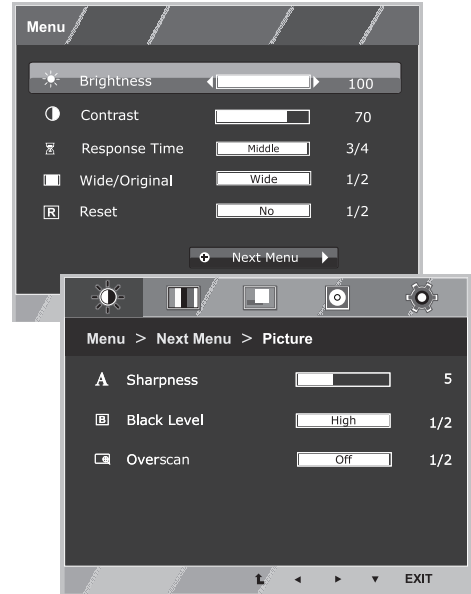 Menu
Brightness 100
Contrast 70
Response Time Middle 3/4
Wide/Original Wide 1/2
R Reset No 1/2
Next Menu
Menu > Next Menu > Picture
A Sharpness 5
B Black Level High 1/2
Overscan Off 1/2
EXIT